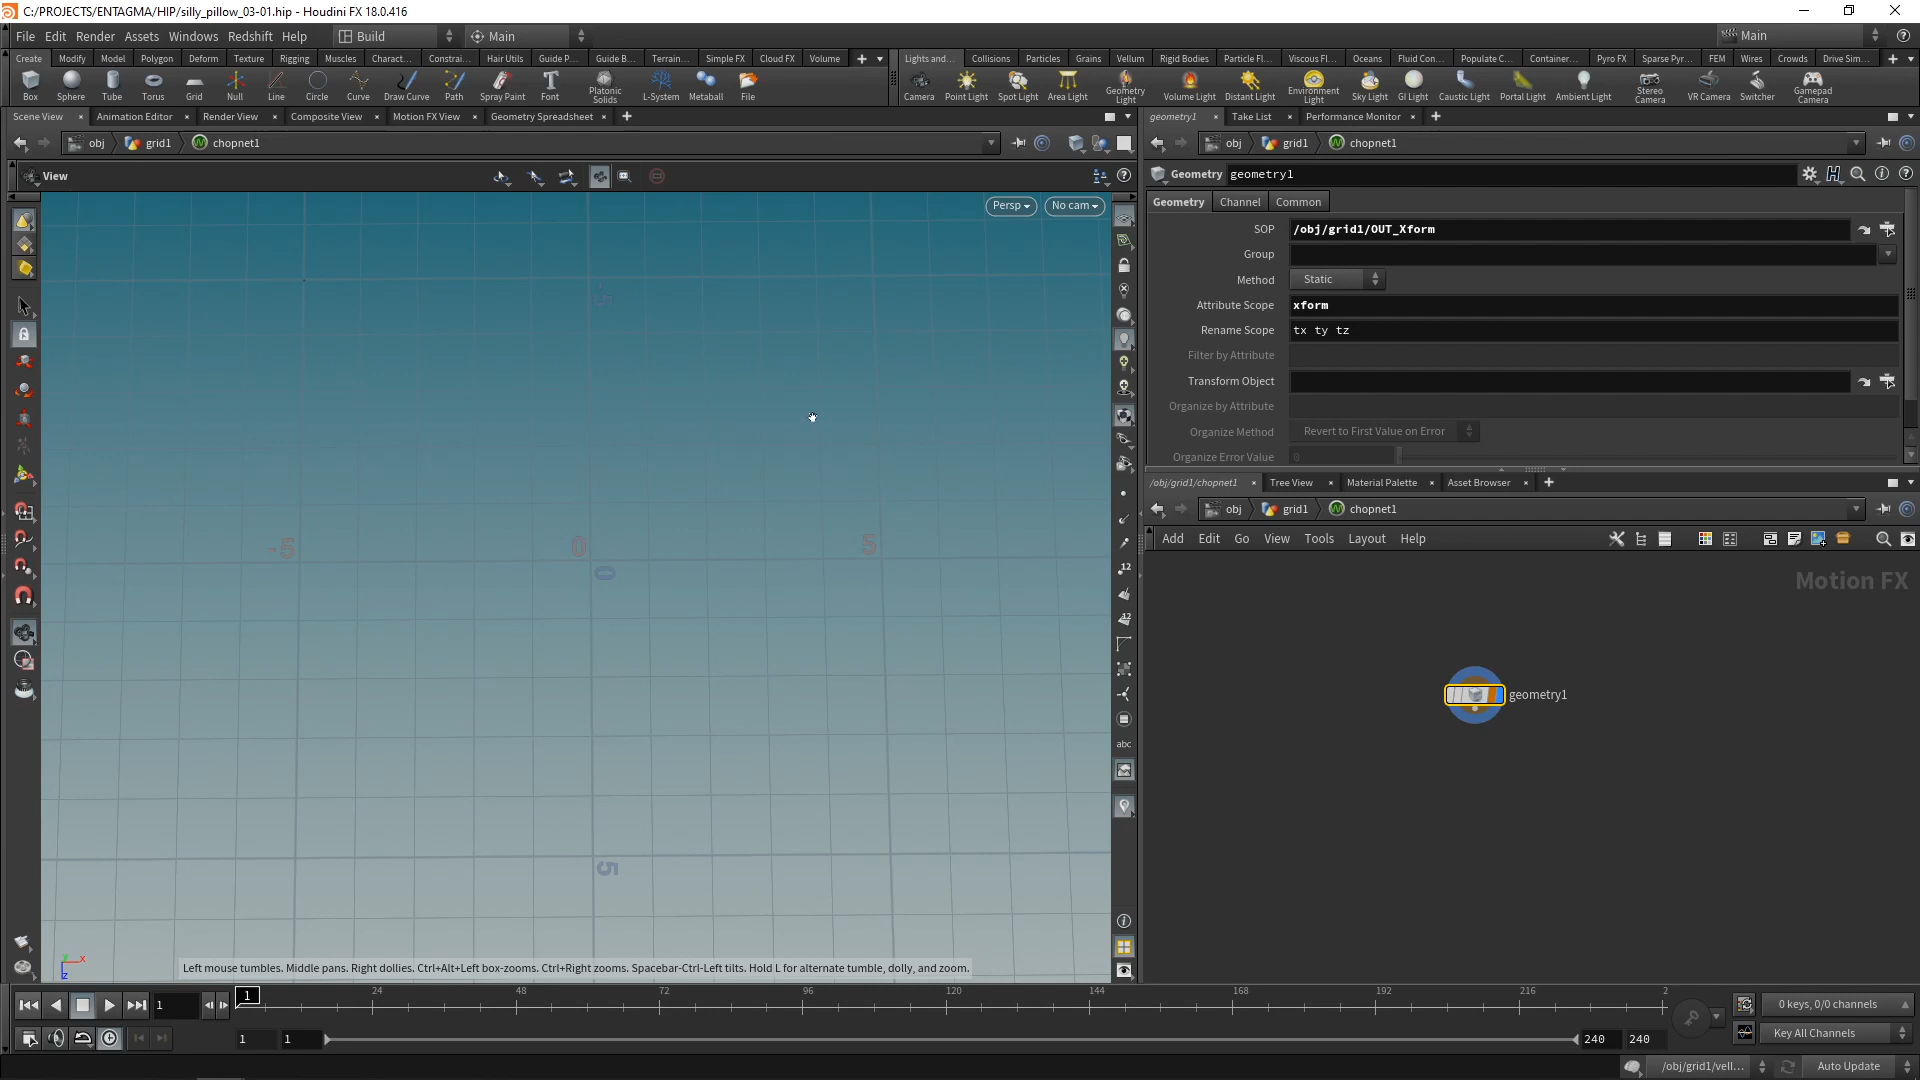 C:/PROJECTS/ENTAGMA/HIP/silly_pillow_03-01.hip - Houdini FX 18.0.416
File Edit Render Assets Windows Redshift Help Build Main Main
Create Modify Model Polygon Deform Texture Rigging Muscles Charact... Constrai... Hair Utils Guide P... Guide B... Terrain... Simple FX Cloud FX Volume
Lights and... Collisions Particles Grains Vellum Rigid Bodies Particle Fl... Viscous Fl... Oceans Fluid Con... Populate C... Container... Pyro FX Sparse Pyr... FEM Wires Crowds Drive Sim...
Box Sphere Tube Torus Grid Null Line Circle Curve Draw Curve Path Spray Paint Font Platonic Solids L-System Metaball File
Camera Point Light Spot Light Area Light Geometry Light Volume Light Distant Light Environment Light Sky Light GI Light Caustic Light Portal Light Ambient Light Stereo Camera VR Camera Switcher Gamepad Camera
Scene View Animation Editor Render View Composite View Motion FX View Geometry Spreadsheet
obj grid1 chopnet1
View
Persp No cam
-5 0 5
0
5
12
12
abc
Left mouse tumbles. Middle pans. Right dollies. Ctrl+Alt+Left box-zooms. Ctrl+Right zooms. Spacebar-Ctrl-Left tilts. Hold L for alternate tumble, dolly, and zoom.
x
z
geometry1 Take List Performance Monitor
obj grid1 chopnet1
Geometry geometry1
Geometry Channel Common
SOP /obj/grid1/OUT_Xform
Group
Method Static
Attribute Scope xform
Rename Scope tx ty tz
Filter by Attribute
Transform Object
Organize by Attribute
Organize Method Revert to First Value on Error
Organize Error Value 0
/obj/grid1/chopnet1 Tree View Material Palette Asset Browser
obj grid1 chopnet1
Add Edit Go View Tools Layout Help
Motion FX
geometry1
1 1 24 48 72 96 120 144 168 192 216 2
0 keys, 0/0 channels
1 1 240 240 Key All Channels
/obj/grid1/vell... Auto Update